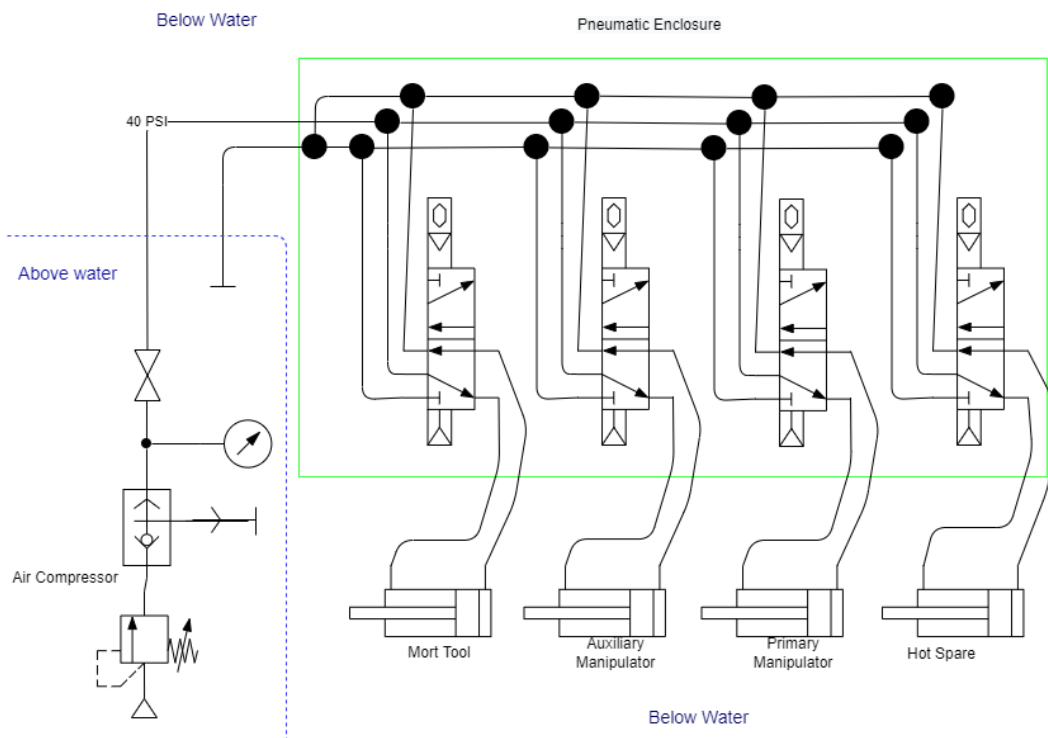 Below Water
Pneumatic Enclosure
40 PSI
Above water
Air Compressor
Mort Tool
Auxiliary
Manipulator
Primary
Manipulator
Hot Spare
Below Water